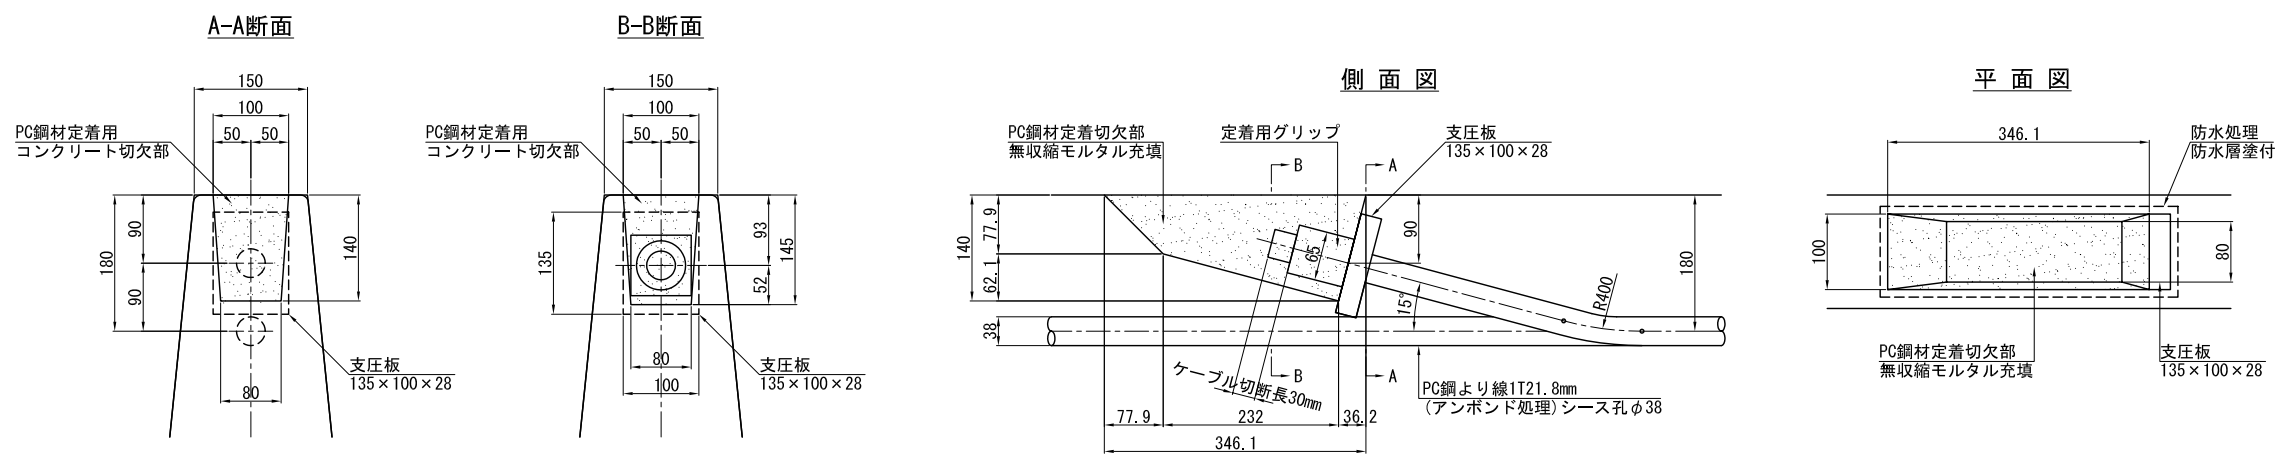 A-A断面
150
100
50
50
PC鋼材定着用
コンクリート切欠部
180
90
90
140
80
支圧板
135×100×28
B-B断面
150
100
50
50
PC鋼材定着用
コンクリート切欠部
135
93
52
145
80
100
支圧板
135×100×28
側面図
PC鋼材定着切欠部
無収縮モルタル充填
定着用グリップ
支圧板
135×100×28
B
A
140
77.9
62.1
38
65
90
180
15°
R400
ケーブル切断長30mm
B
A
PC鋼より線1T21.8mm
(アンボンド処理)シース孔φ38
77.9
232
36.2
346.1
平面図
346.1
防水処理
防水層塗付
100
80
PC鋼材定着切欠部
無収縮モルタル充填
支圧板
135×100×28